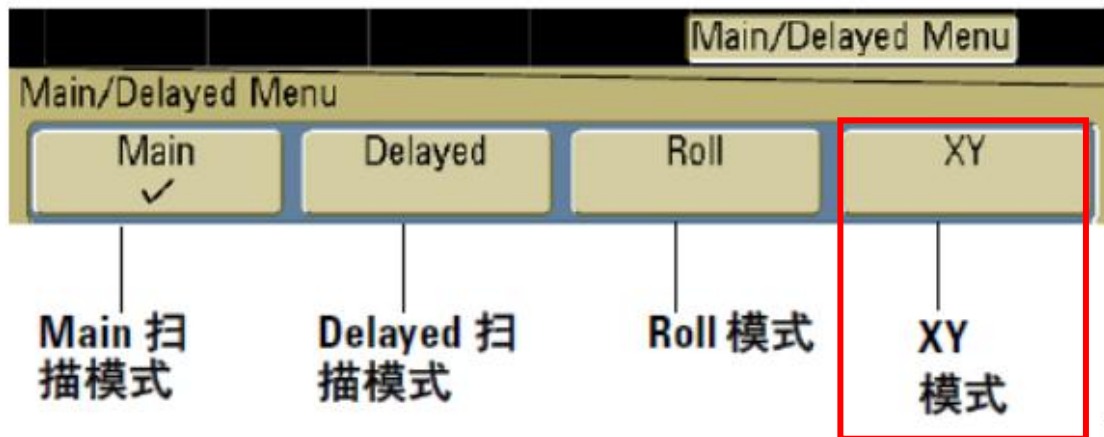 Main/Delayed Menu
Main/Delayed Menu
Main
Delayed
Roll
XY
Main 扫
描模式
Delayed 扫
描模式
Roll 模式
XY
模式